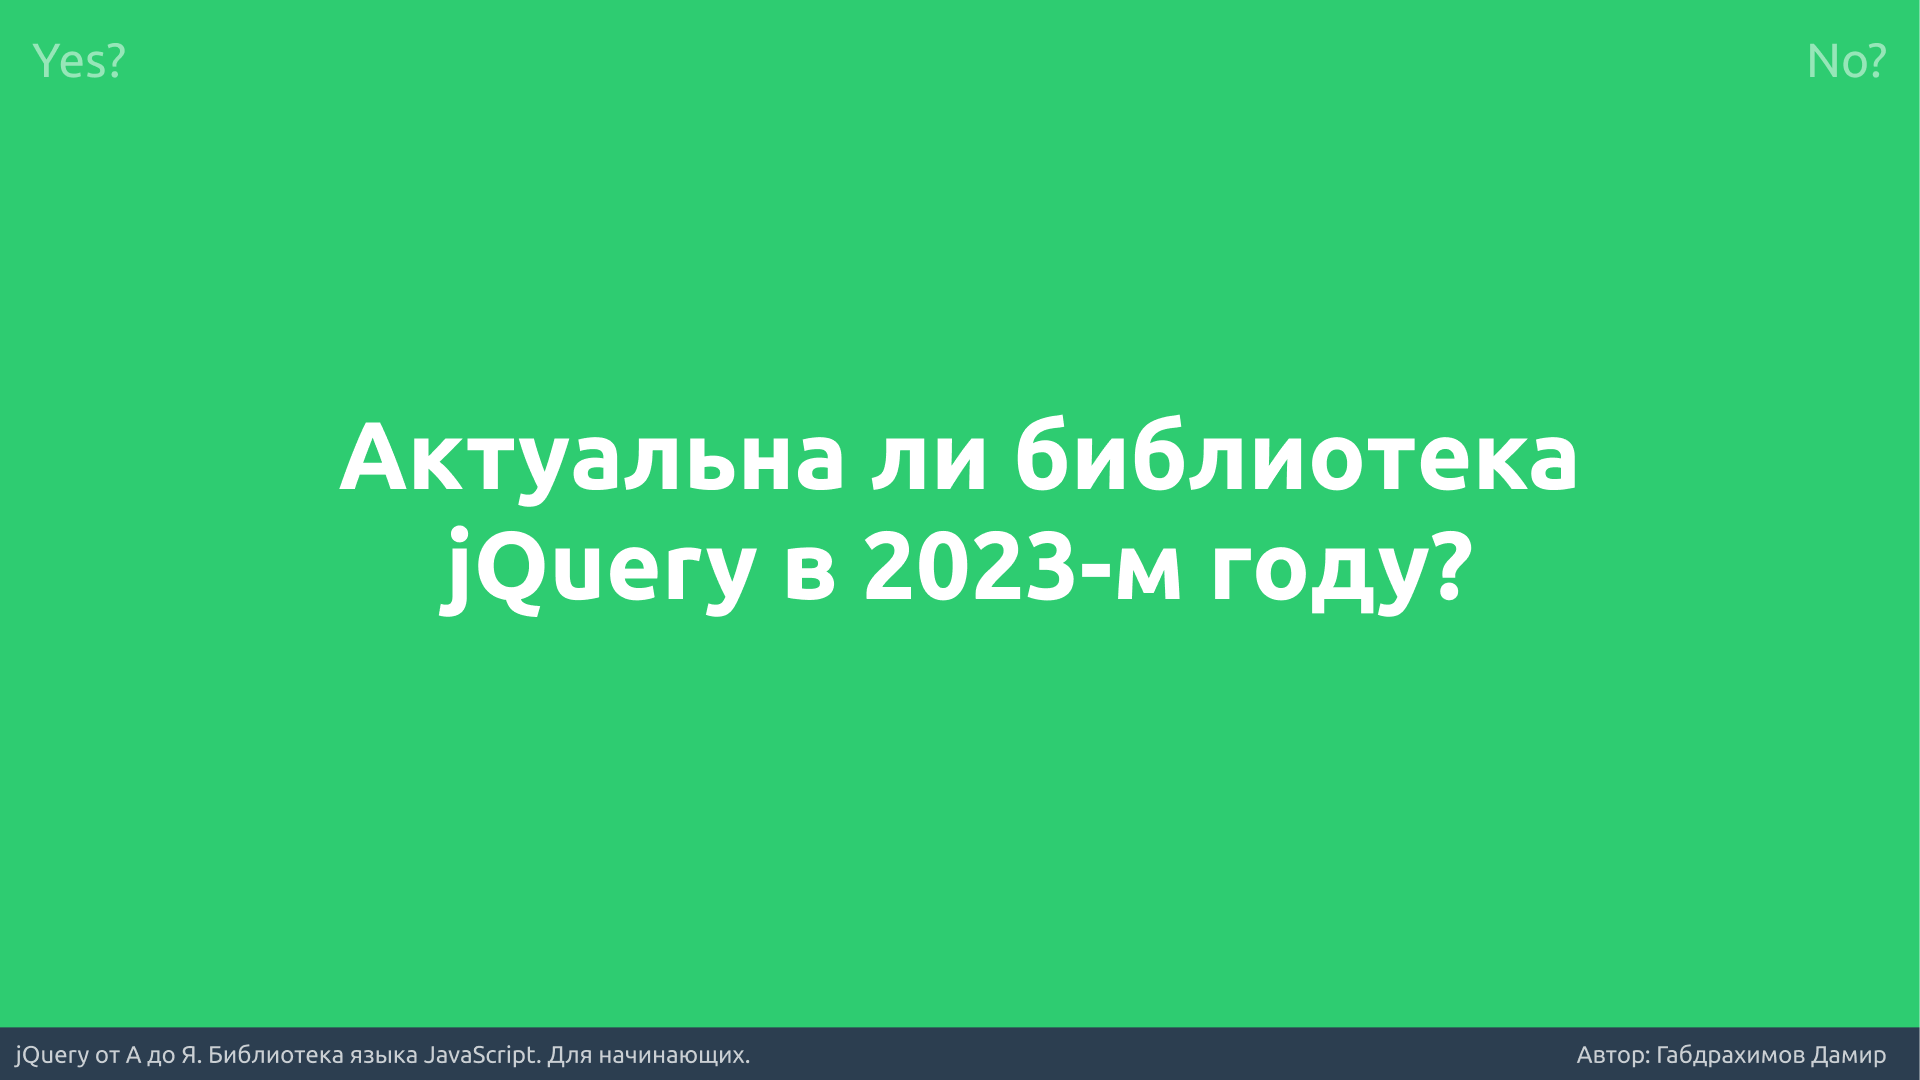 Yes?
No?
Актуальна ли библиотека
jQuery в 2023-м году?
jQuery от А до Я. Библиотека языка JavaScript. Для начинающих.
Автор: Габдрахимов Дамир